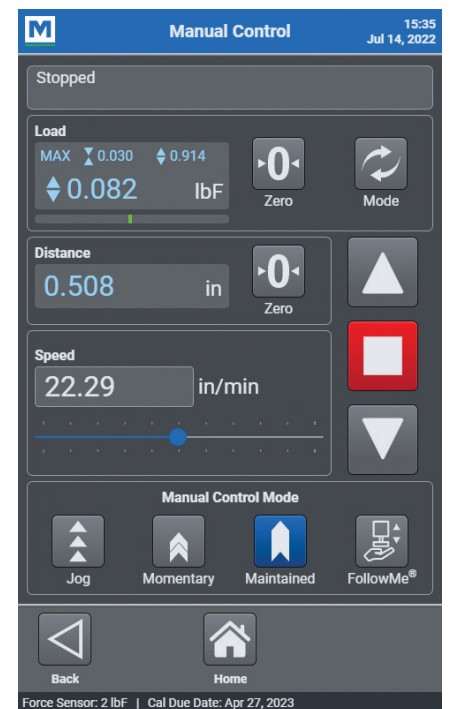 M
Manual Control
15:35
Jul 14, 2022
Stopped
Load
MAX 0.030 0.914
0.082 lbF
0
Zero
Mode
Distance
0.508 in
0
Zero
Speed
22.29 in/min
Manual Control Mode
Jog Momentary Maintained FollowMe®
Back Home
Force Sensor: 2 lbF | Cal Due Date: Apr 27, 2023